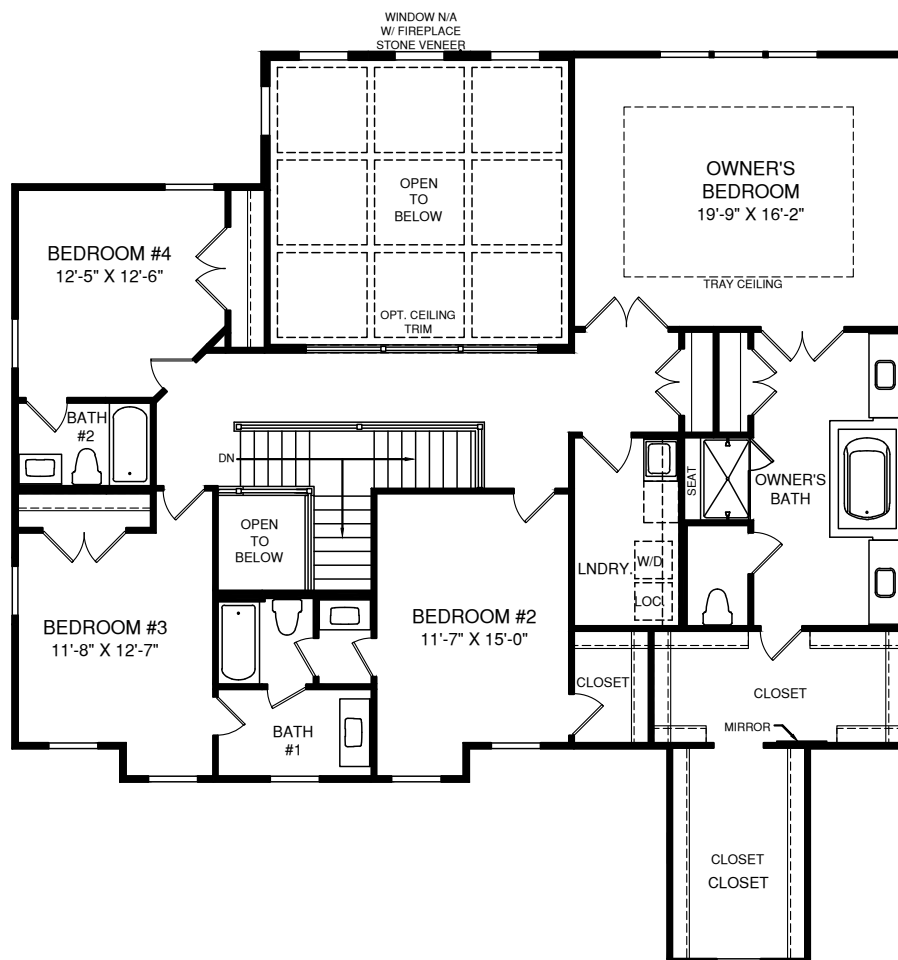 WINDOW N/A
W/ FIREPLACE
STONE VENEER
OWNER'S
BEDROOM
19'-9" X 16'-2"
TRAY CEILING
OPEN
TO
BELOW
OPT. CEILING
TRIM
BEDROOM #4
12'-5" X 12'-6"
BATH
#2
DN
OPEN
TO
BELOW
SEAT
OWNER'S
BATH
LNDRY.
W/D
LOC
BEDROOM #3
11'-8" X 12'-7"
BEDROOM #2
11'-7" X 15'-0"
CLOSET
CLOSET
MIRROR
BATH
#1
CLOSET
CLOSET